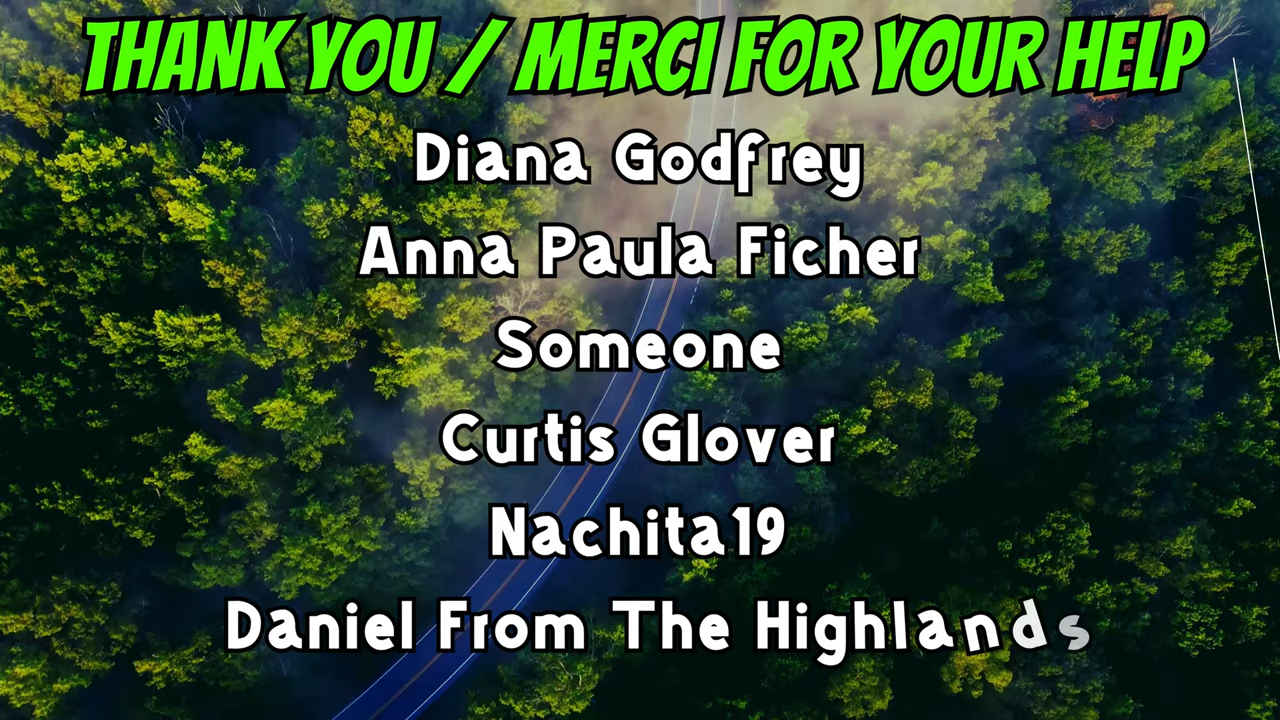 THANK YOU / MERCI FOR YOUR HELP
Diana Godfrey
Anna Paula Ficher
Someone
Curtis Glover
Nachita19
Daniel From The Highlands